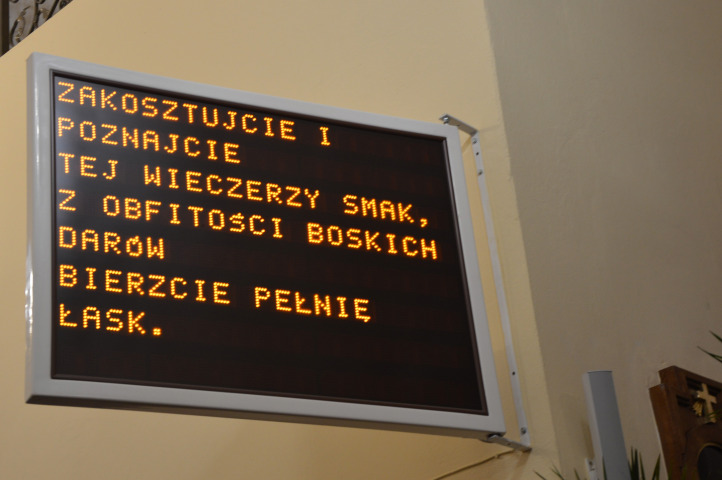 ZAKOSZTUJCIE I
POZNAJCIE
TEJ WIECZERZY SMAK,
Z OBFITOŚCI BOSKICH
DARÓW
BIERZCIE PEŁNIĘ
ŁASK.